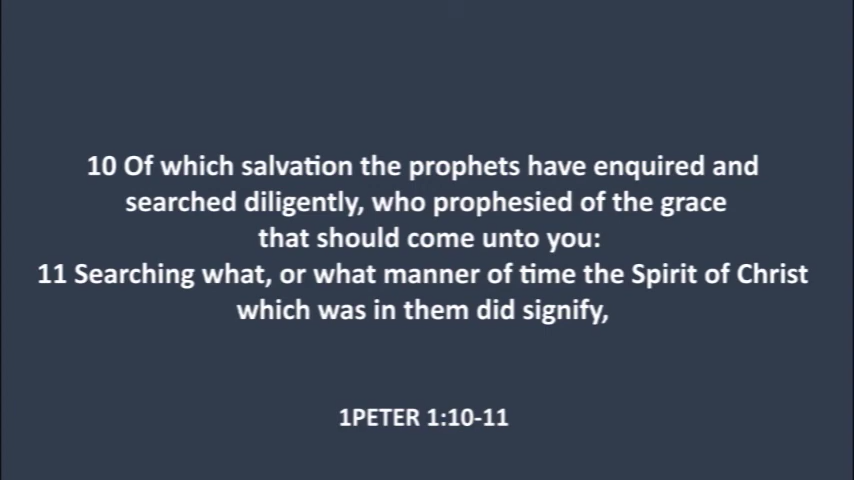 10 Of which salvation the prophets have enquired and
searched diligently, who prophesied of the grace
that should come unto you:
11 Searching what, or what manner of time the Spirit of Christ
which was in them did signify,
1PETER 1:10-11